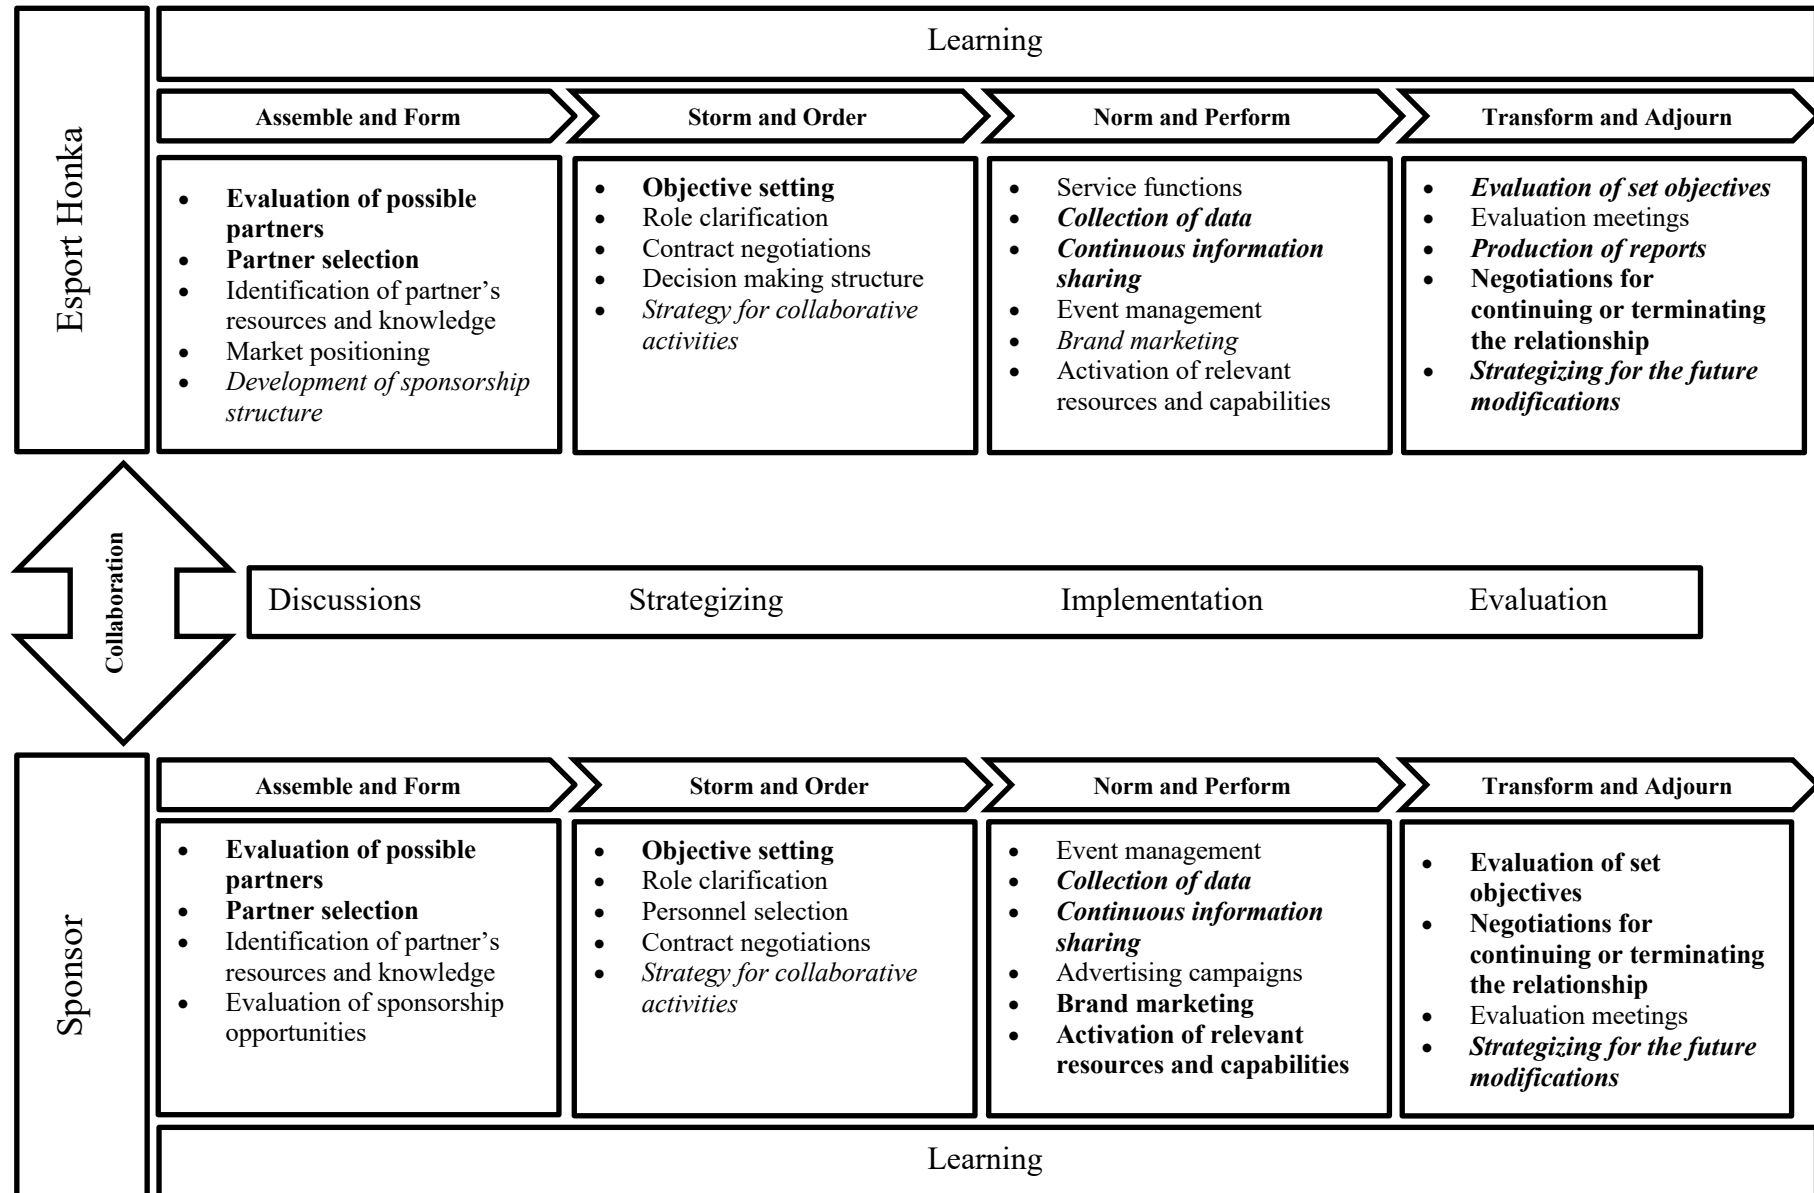 Esport Honka
Learning
Assemble and Form
Storm and Order
Norm and Perform
Transform and Adjourn
• Evaluation of possible
partners
• Partner selection
• Identification of partner’s
resources and knowledge
• Market positioning
• Development of sponsorship
structure
• Objective setting
• Role clarification
• Contract negotiations
• Decision making structure
• Strategy for collaborative
activities
• Service functions
• Collection of data
• Continuous information
sharing
• Event management
• Brand marketing
• Activation of relevant
resources and capabilities
• Evaluation of set objectives
• Evaluation meetings
• Production of reports
• Negotiations for
continuing or terminating
the relationship
• Strategizing for the future
modifications
Collaboration
Discussions
Strategizing
Implementation
Evaluation
Sponsor
Assemble and Form
Storm and Order
Norm and Perform
Transform and Adjourn
• Evaluation of possible
partners
• Partner selection
• Identification of partner’s
resources and knowledge
• Evaluation of sponsorship
opportunities
• Objective setting
• Role clarification
• Personnel selection
• Contract negotiations
• Strategy for collaborative
activities
• Event management
• Collection of data
• Continuous information
sharing
• Advertising campaigns
• Brand marketing
• Activation of relevant
resources and capabilities
• Evaluation of set
objectives
• Negotiations for
continuing or terminating
the relationship
• Evaluation meetings
• Strategizing for the future
modifications
Learning